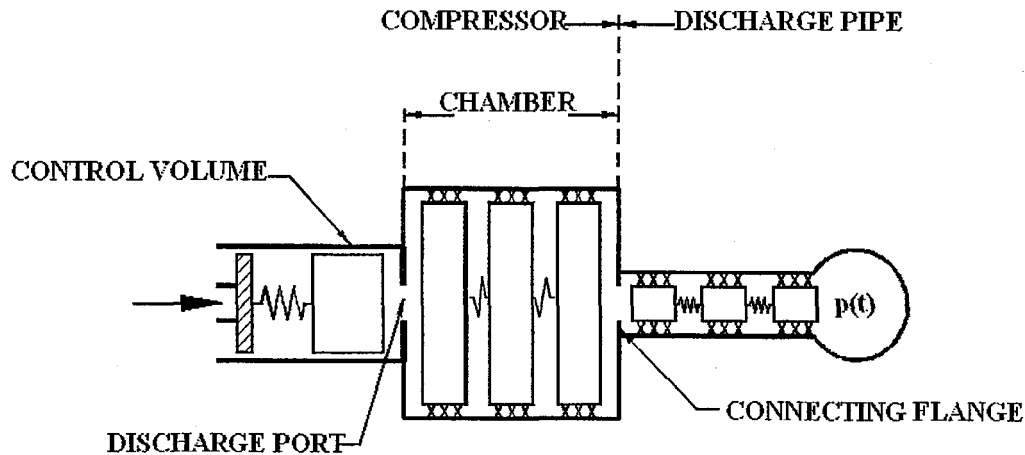 COMPRESSOR
DISCHARGE PIPE
CHAMBER
CONTROL VOLUME
p(t)
CONNECTING FLANGE
DISCHARGE PORT